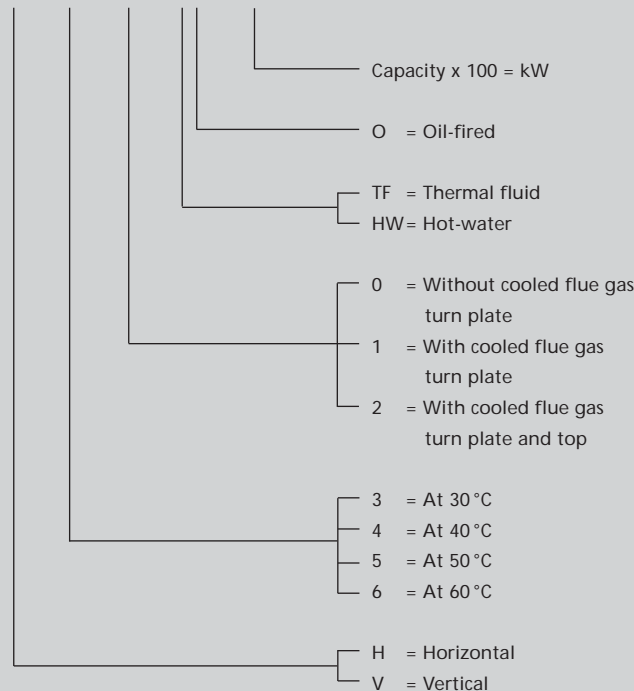 Capacity x 100 = kW
O = Oil-fired
TF = Thermal fluid
HW = Hot-water
0 = Without cooled flue gas
turn plate
1 = With cooled flue gas
turn plate
2 = With cooled flue gas
turn plate and top
3 = At 30 °C
4 = At 40 °C
5 = At 50 °C
6 = At 60 °C
H = Horizontal
V = Vertical